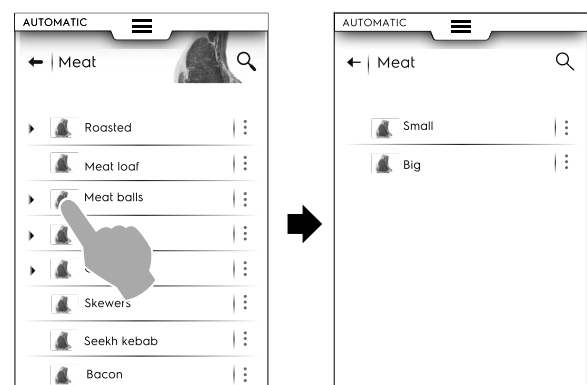 AUTOMATIC
Meat
Roasted
Meat loaf
Meat balls
Skewers
Seekh kebab
Bacon
AUTOMATIC
Meat
Small
Big